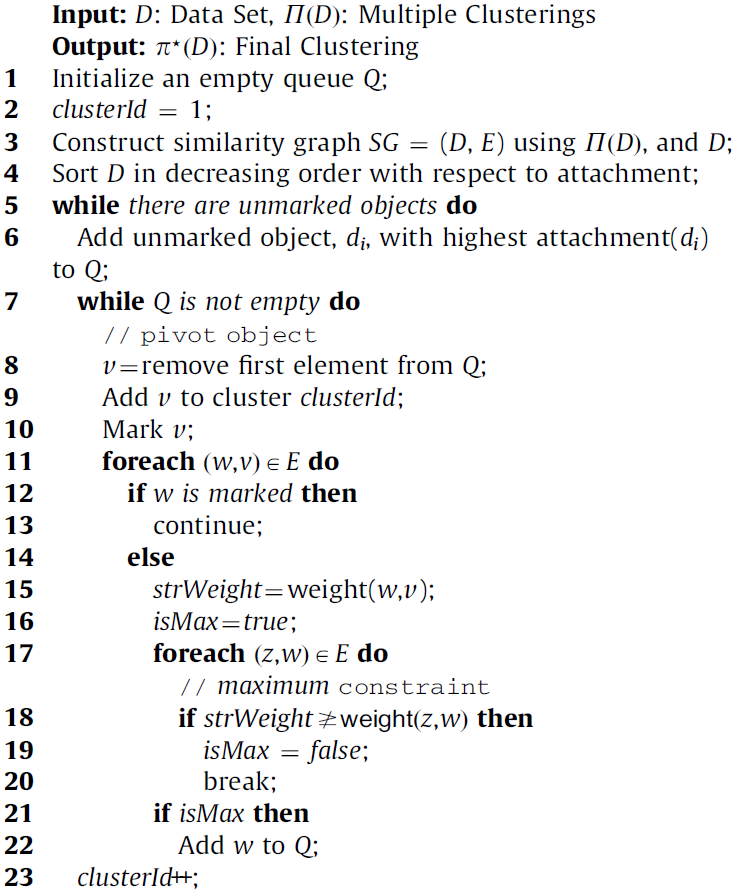 Input: D: Data Set, Π(D): Multiple Clusterings
Output: π⋆(D): Final Clustering
1 Initialize an empty queue Q;
2 clusterId = 1;
3 Construct similarity graph SG = (D, E) using Π(D), and D;
4 Sort D in decreasing order with respect to attachment;
5 while there are unmarked objects do
6 Add unmarked object, dᵢ, with highest attachment(dᵢ)
to Q;
7 while Q is not empty do
// pivot object
8 ν=remove first element from Q;
9 Add ν to cluster clusterId;
10 Mark ν;
11 foreach (w,ν) ∈ E do
12 if w is marked then
13 continue;
14 else
15 strWeight=weight(w,ν);
16 isMax=true;
17 foreach (z,w) ∈ E do
// maximum constraint
18 if strWeight≱weight(z,w) then
19 isMax = false;
20 break;
21 if isMax then
22 Add w to Q;
23 clusterId++;